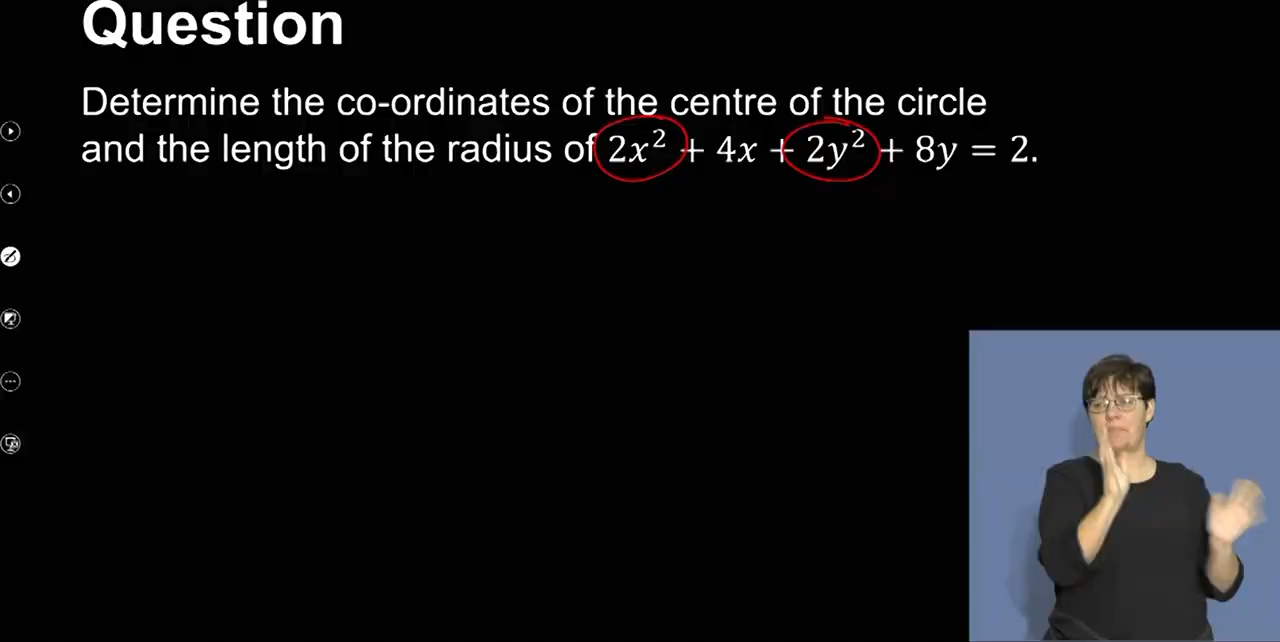 Question
Determine the co-ordinates of the centre of the circle
and the length of the radius of 2x² + 4x + 2y² + 8y = 2.